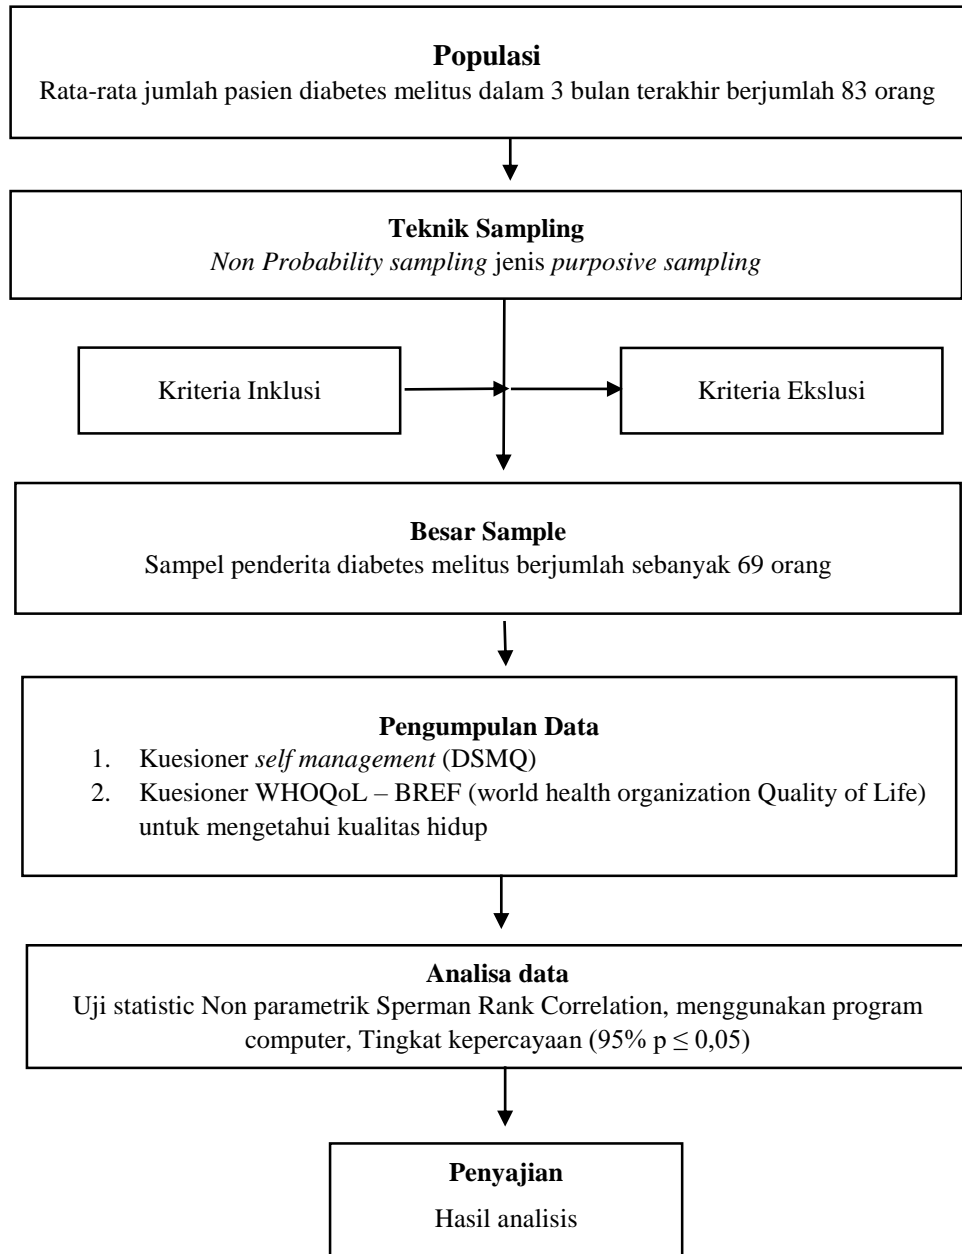 Populasi
Rata-rata jumlah pasien diabetes melitus dalam 3 bulan terakhir berjumlah 83 orang
Teknik Sampling
Non Probability sampling jenis purposive sampling
Kriteria Inklusi
Kriteria Ekslusi
Besar Sample
Sampel penderita diabetes melitus berjumlah sebanyak 69 orang
Pengumpulan Data
1. Kuesioner self management (DSMQ)
2. Kuesioner WHOQoL – BREF (world health organization Quality of Life)
untuk mengetahui kualitas hidup
Analisa data
Uji statistic Non parametrik Sperman Rank Correlation, menggunakan program
computer, Tingkat kepercayaan (95% p ≤ 0,05)
Penyajian
Hasil analisis